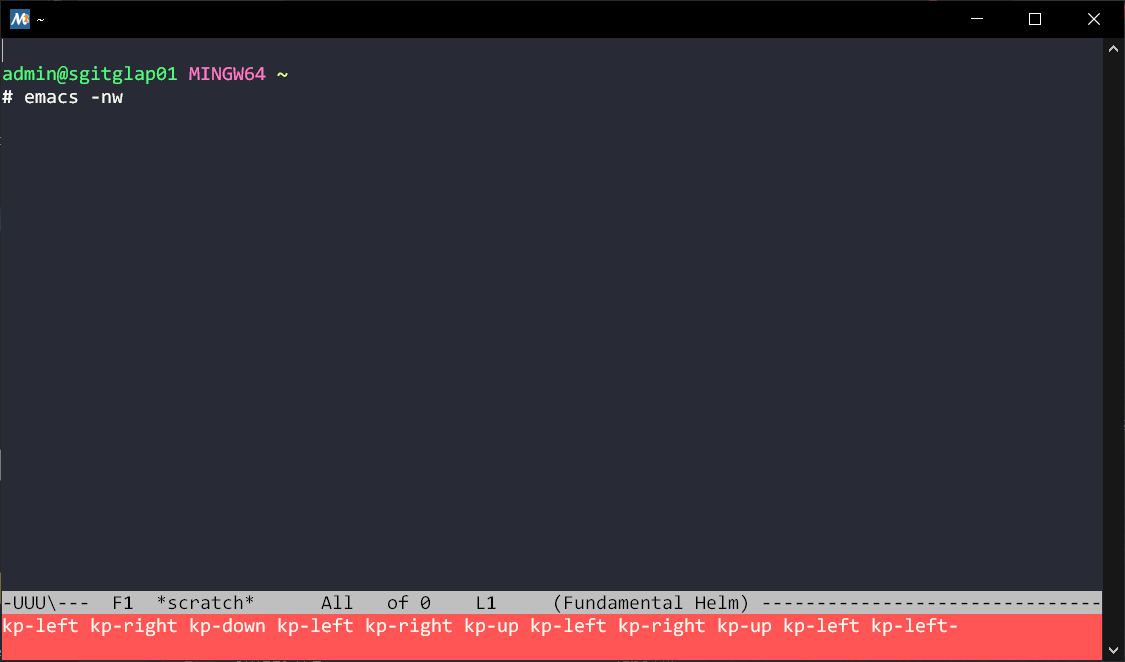 ~
admin@sgitglap01 MINGW64 ~
# emacs -nw
-UUU\---  F1  *scratch*      All   of 0    L1     (Fundamental Helm) -------------------------------
kp-left kp-right kp-down kp-left kp-right kp-up kp-left kp-right kp-up kp-left kp-left-